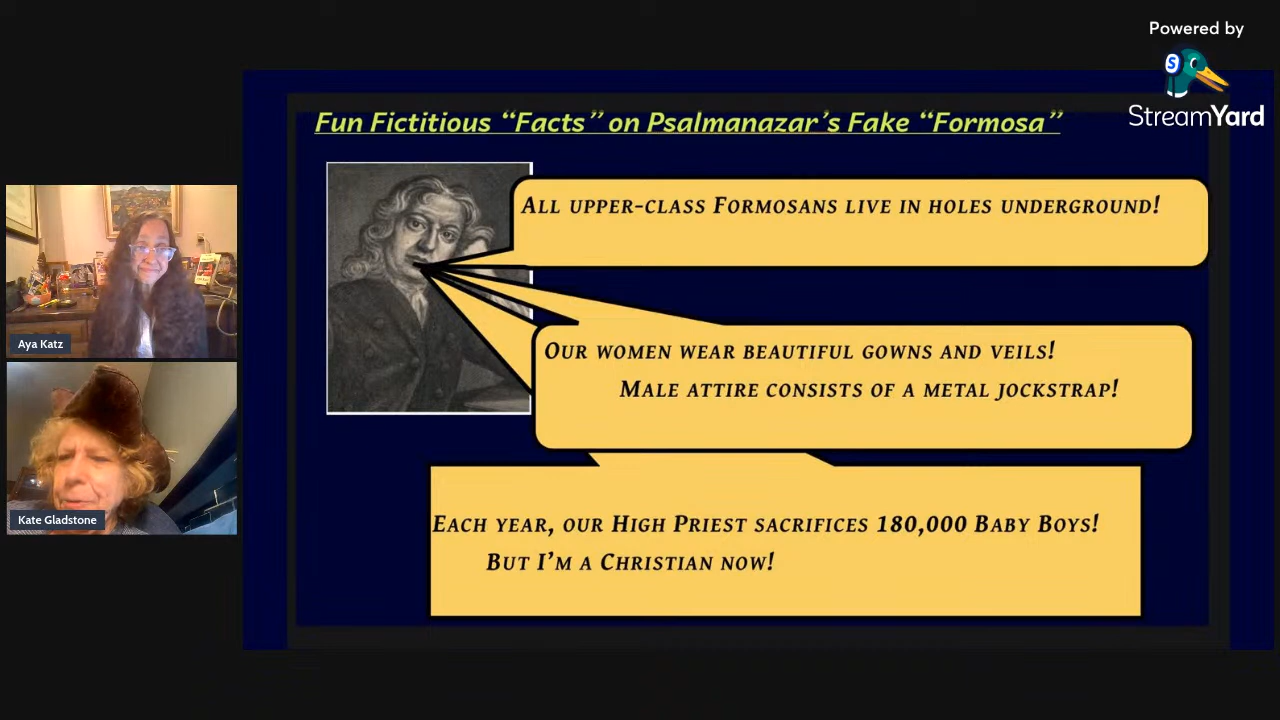 Powered by
StreamYard
Fun Fictitious “Facts” on Psalmanazar’s Fake “Formosa”
All upper-class Formosans live in holes underground!
Our women wear beautiful gowns and veils!
Male attire consists of a metal jockstrap!
Each year, our High Priest sacrifices 180,000 Baby Boys!
But I’m a Christian now!
Aya Katz
Kate Gladstone